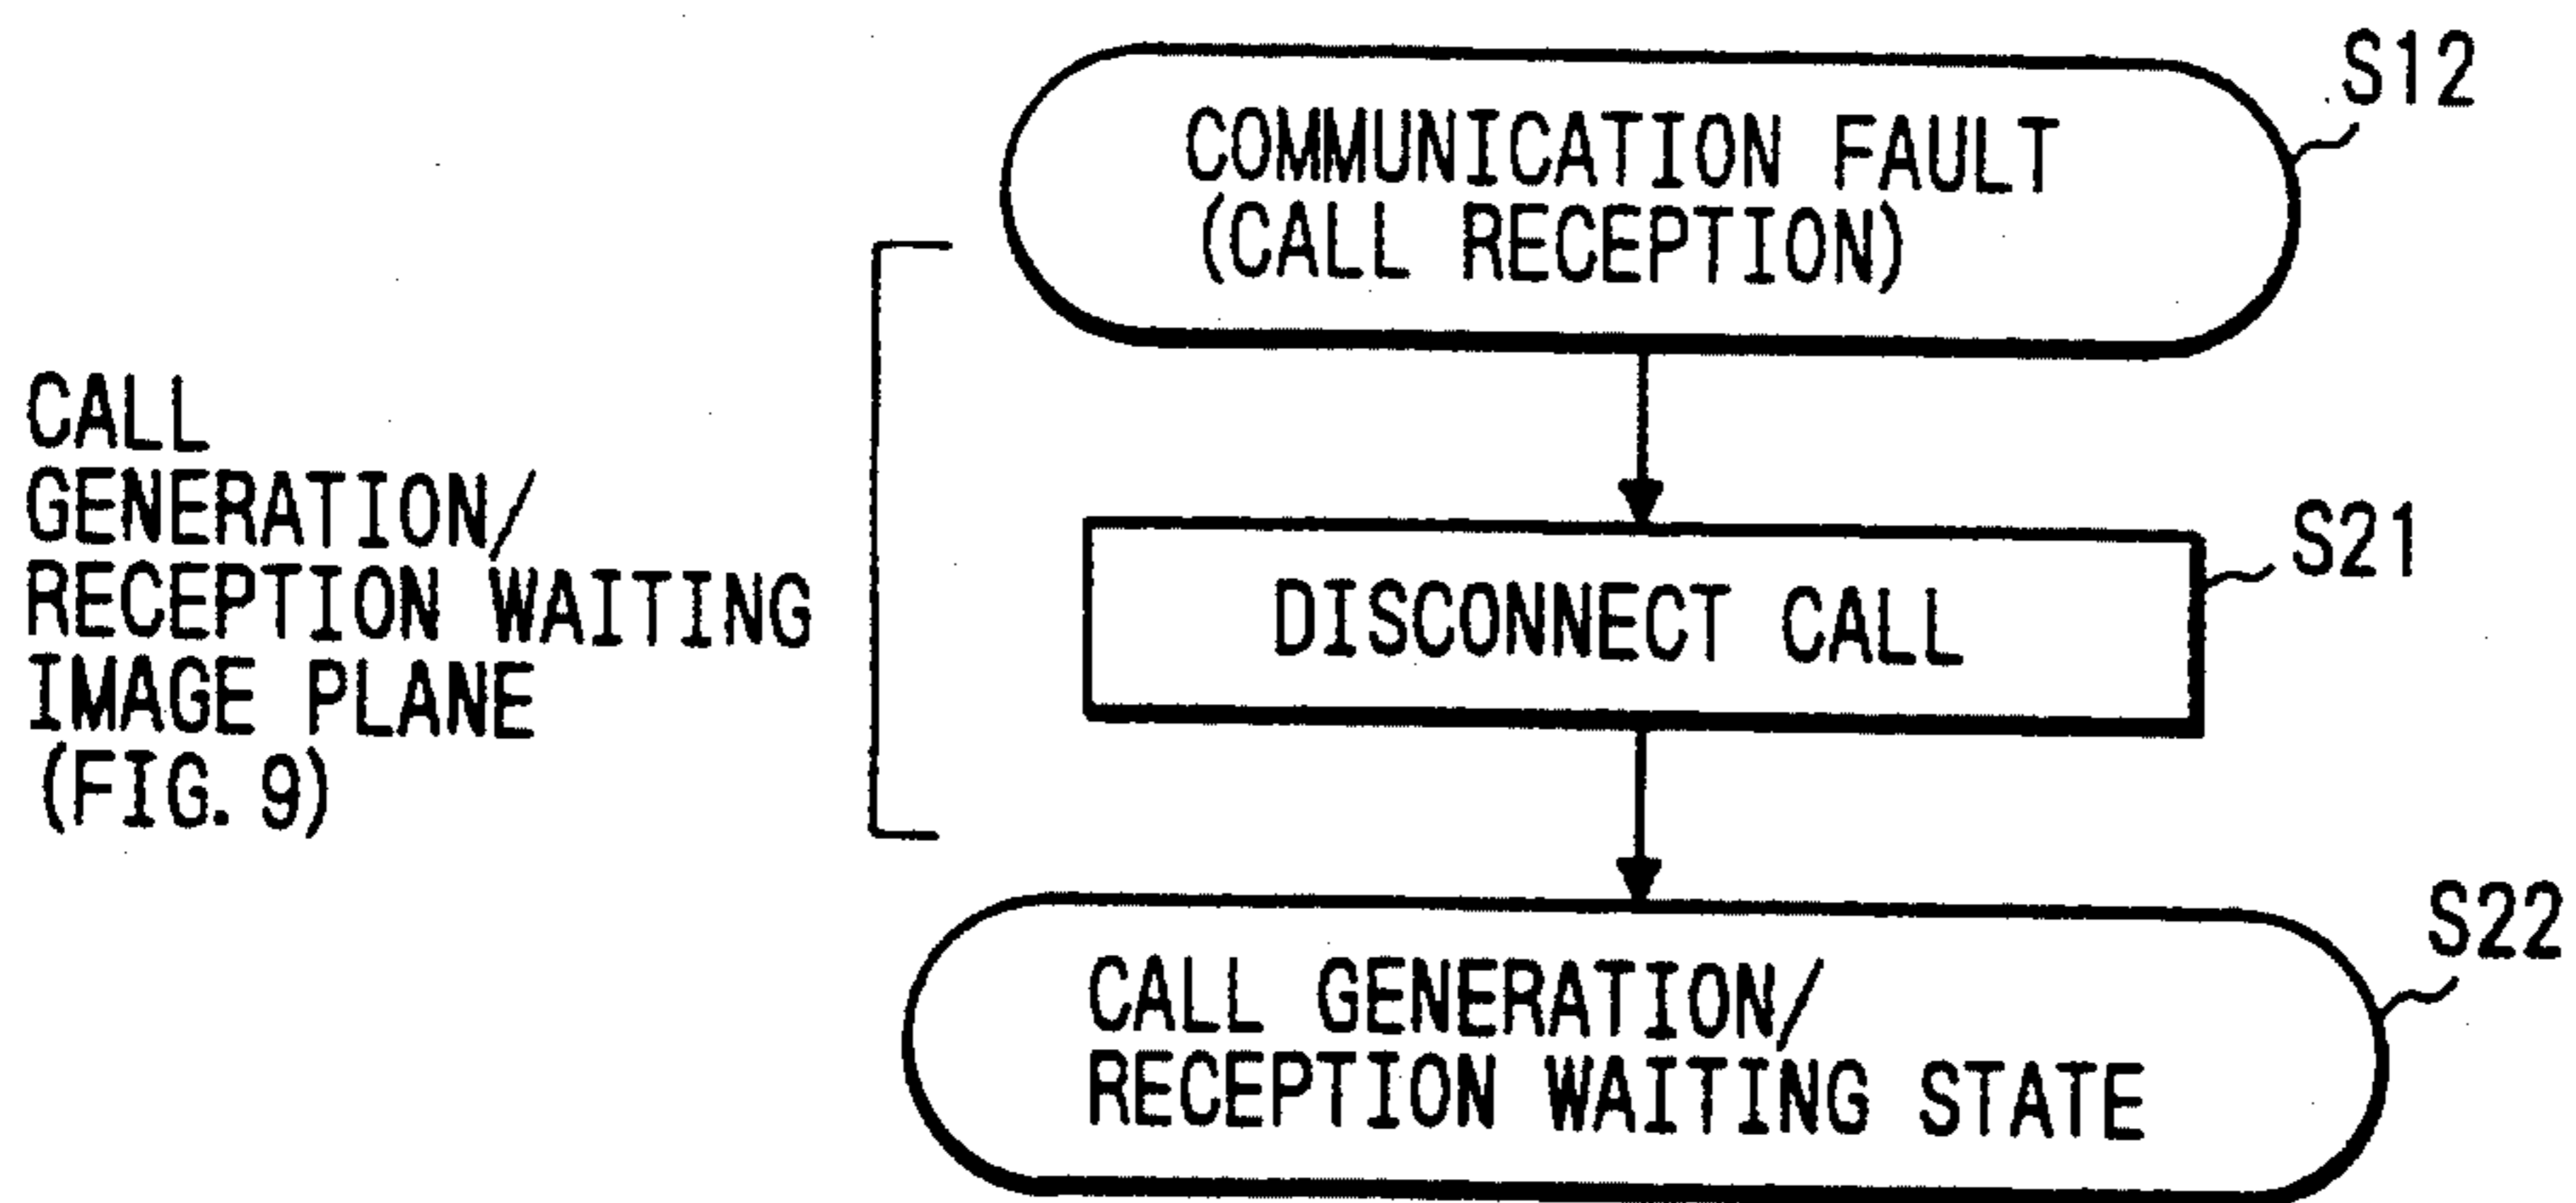 COMMUNICATION FAULT
(CALL RECEPTION)
S12
CALL
GENERATION/
RECEPTION WAITING
IMAGE PLANE
(FIG. 9)
DISCONNECT CALL
S21
CALL GENERATION/
RECEPTION WAITING STATE
S22